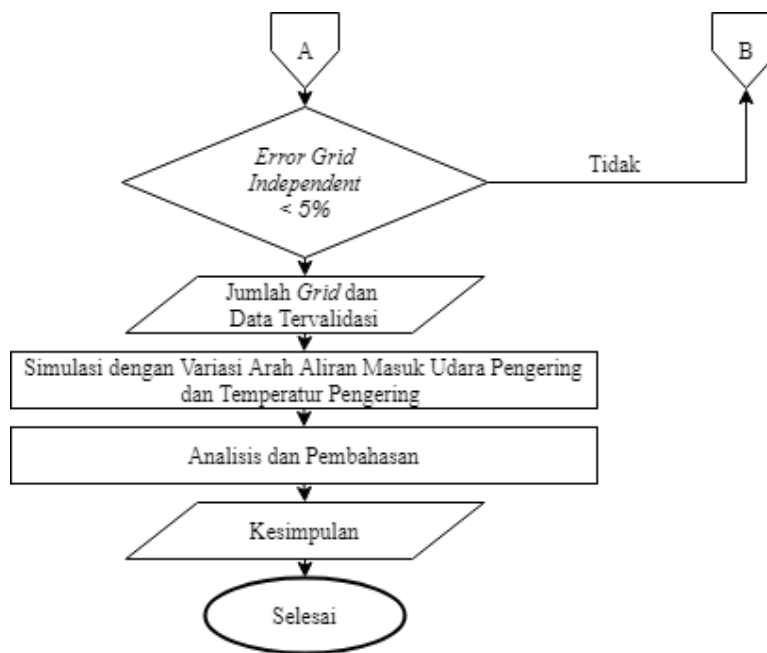 A
B
Error Grid
Independent
< 5%
Tidak
Jumlah Grid dan
Data Tervalidasi
Simulasi dengan Variasi Arah Aliran Masuk Udara Pengering
dan Temperatur Pengering
Analisis dan Pembahasan
Kesimpulan
Selesai